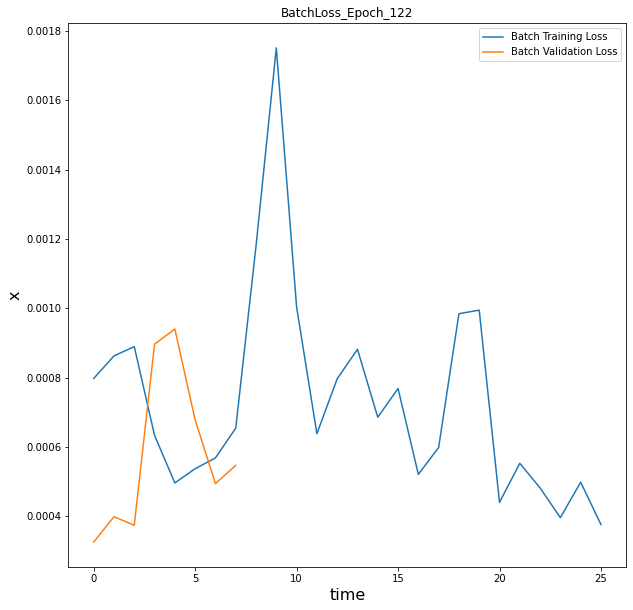 BatchLoss_Epoch_122
Batch Training Loss
Batch Validation Loss
0.0018
0.0016
0.0014
0.0012
0.0010
0.0008
0.0006
0.0004
x
0 5 10 15 20 25
time